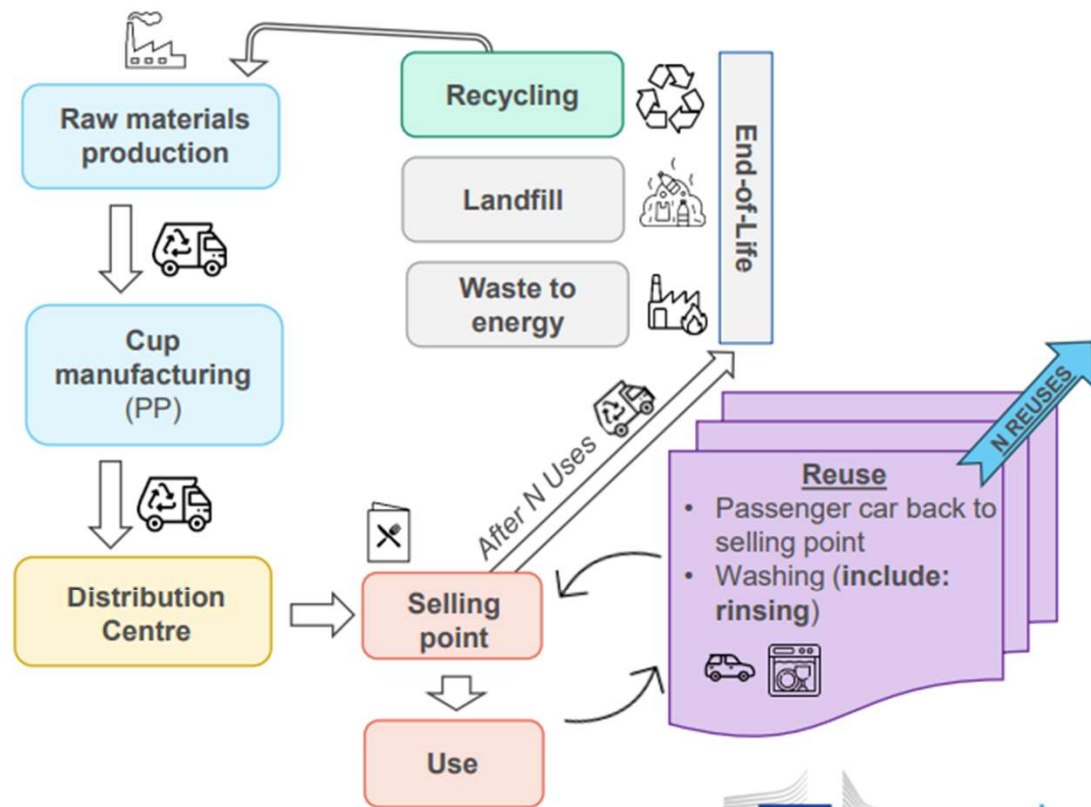 Raw materials
production
Cup
manufacturing
(PP)
Distribution
Centre
Selling
point
Use
Recycling
Landfill
Waste to
energy
End-of-Life
After N Uses
N REUSES
Reuse
• Passenger car back to
selling point
• Washing (include:
rinsing)